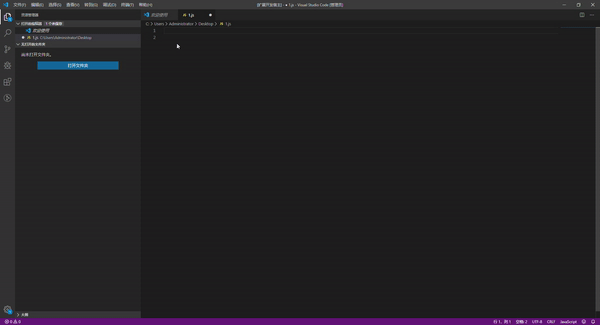 文件(F) 编辑(E) 选择(S) 查看(V) 转到(G) 调试(D) 终端(T) 帮助(H)
[扩展开发宿主] - ● 1.js - Visual Studio Code [管理员]
资源管理器
打开的编辑器 1 个未保存
欢迎使用
● JS 1.js C:\Users\Administrator\Desktop
无打开的文件夹
尚未打开文件夹。
打开文件夹
大纲
欢迎使用
JS 1.js ●
C: > Users > Administrator > Desktop > JS 1.js
1
2
0 0
行 1，列 1 空格: 2 UTF-8 CRLF JavaScript